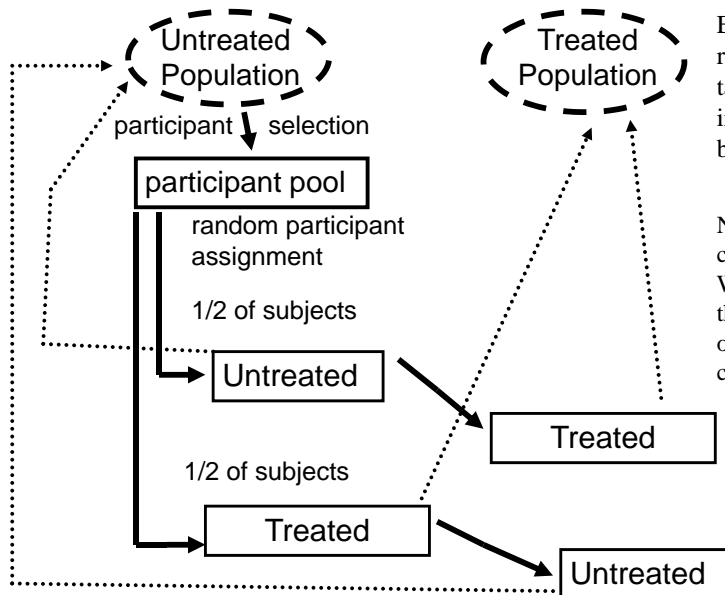 Untreated
Population
Treated
Population
participant selection
participant pool
random participant
assignment
1/2 of subjects
Untreated
Treated
1/2 of subjects
Treated
Untreated